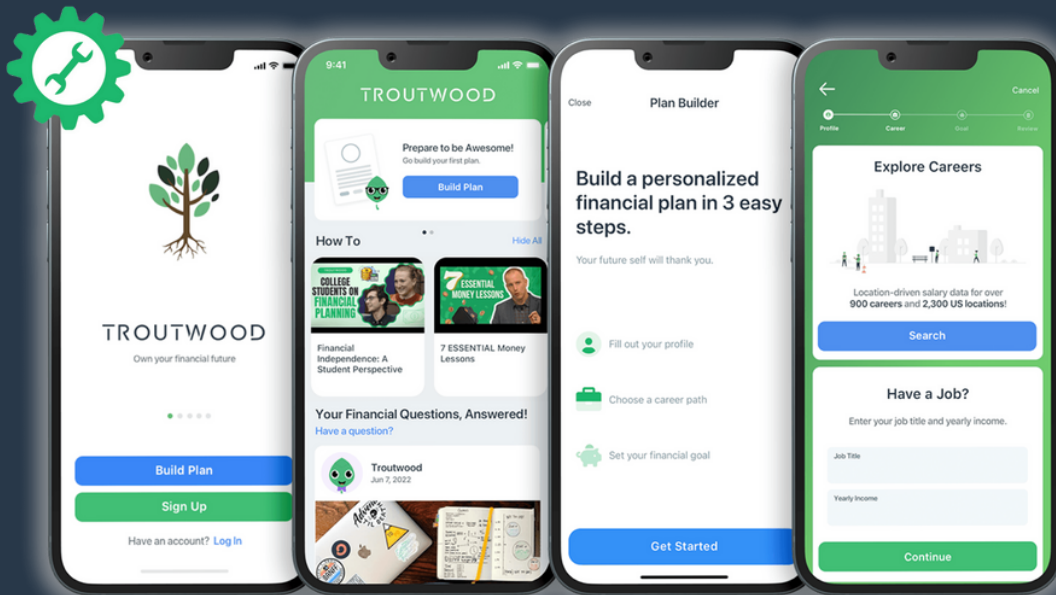 TROUTWOOD
Own your financial future
Build Plan
Sign Up
Have an account? Log In
9:41
TROUTWOOD
Prepare to be Awesome!
Go build your first plan.
Build Plan
How To
Hide All
COLLEGE
STUDENTS ON
FINANCIAL
PLANNING
7 ESSENTIAL
MONEY LESSONS
Financial
Independence: A
Student Perspective
7 ESSENTIAL Money
Lessons
Your Financial Questions, Answered!
Have a question?
Troutwood
Jun 7, 2022
Close
Plan Builder
Build a personalized
financial plan in 3 easy
steps.
Your future self will thank you.
Fill out your profile
Choose a career path
Set your financial goal
Get Started
Cancel
Profile
Career
Goal
Review
Explore Careers
Location-driven salary data for over
900 careers and 2,300 US locations!
Search
Have a Job?
Enter your job title and yearly income.
Job Title
Yearly Income
Continue